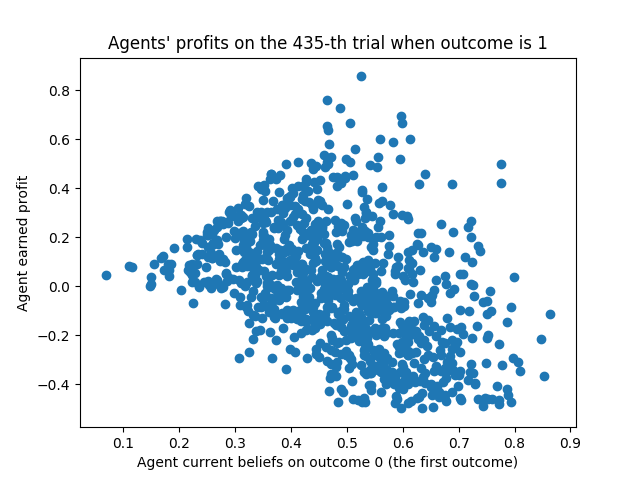 Agents' profits on the 435-th trial when outcome is 1
0.8
0.6
0.4
0.2
0.0
−0.2
−0.4
Agent earned profit
0.1 0.2 0.3 0.4 0.5 0.6 0.7 0.8 0.9
Agent current beliefs on outcome 0 (the first outcome)